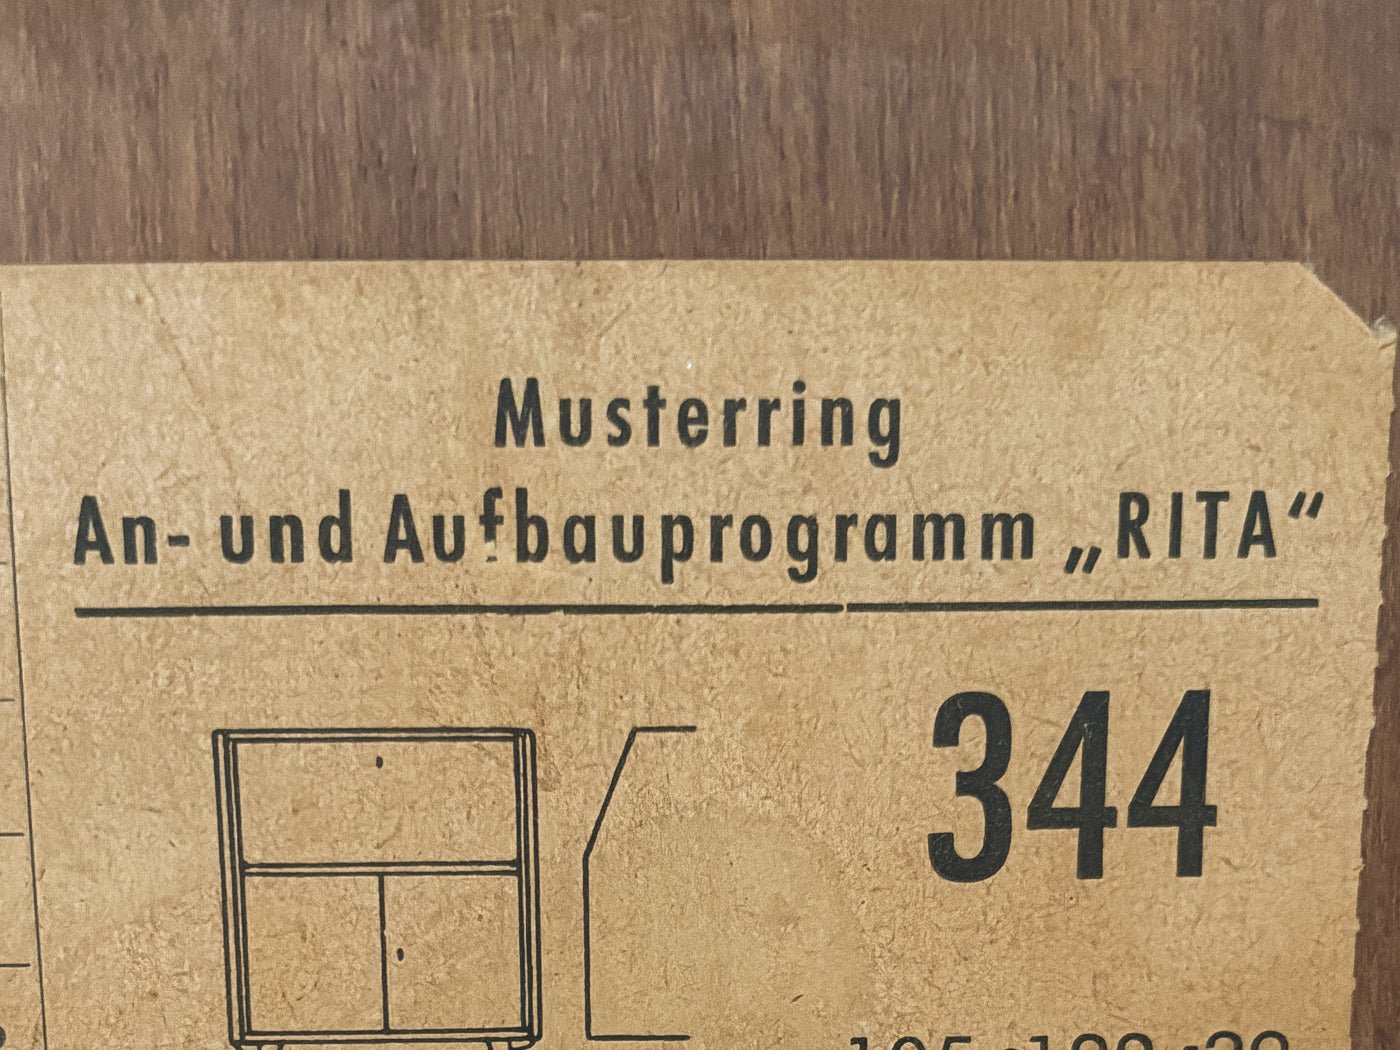 Musterring
An- und Aufbauprogramm „RITA“
344